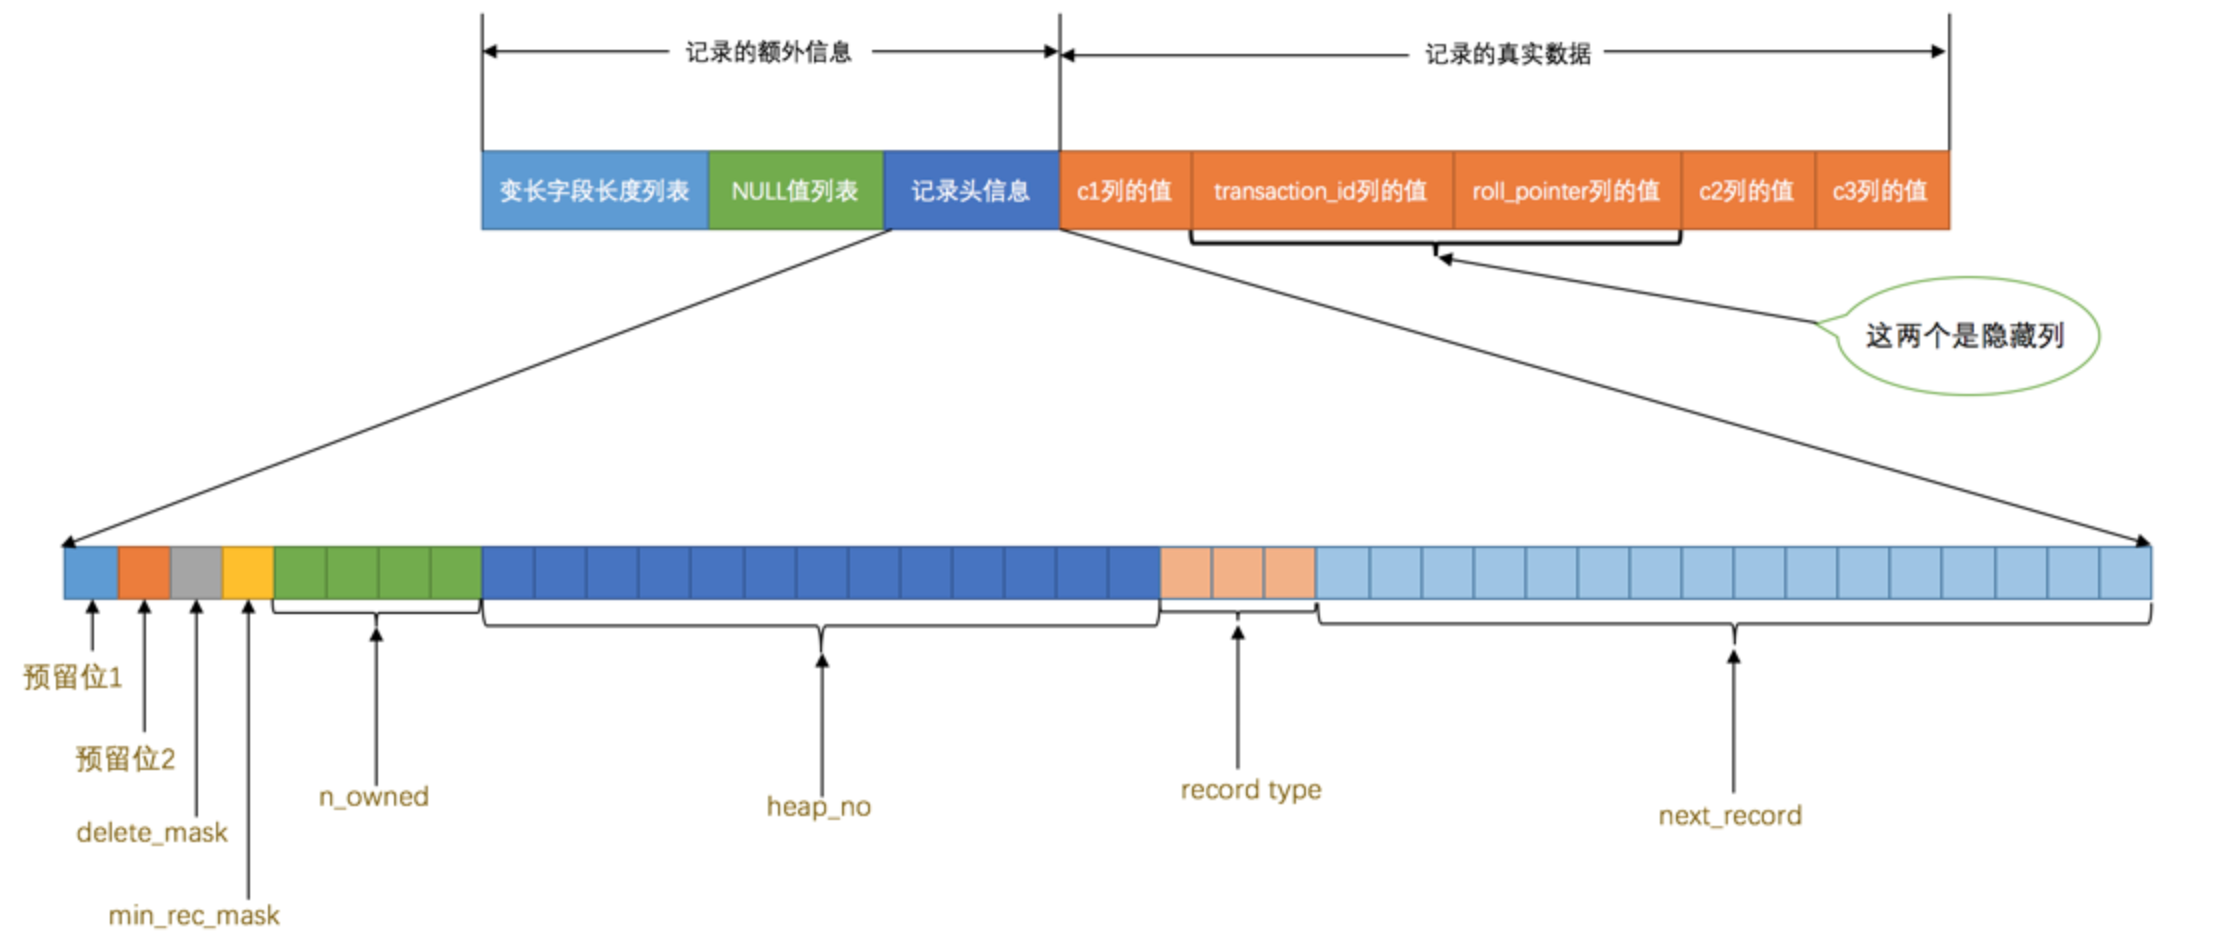 记录的额外信息
记录的真实数据
变长字段长度列表
NULL值列表
记录头信息
c1列的值
transaction_id列的值
roll_pointer列的值
c2列的值
c3列的值
这两个是隐藏列
预留位1
预留位2
delete_mask
min_rec_mask
n_owned
heap_no
record type
next_record